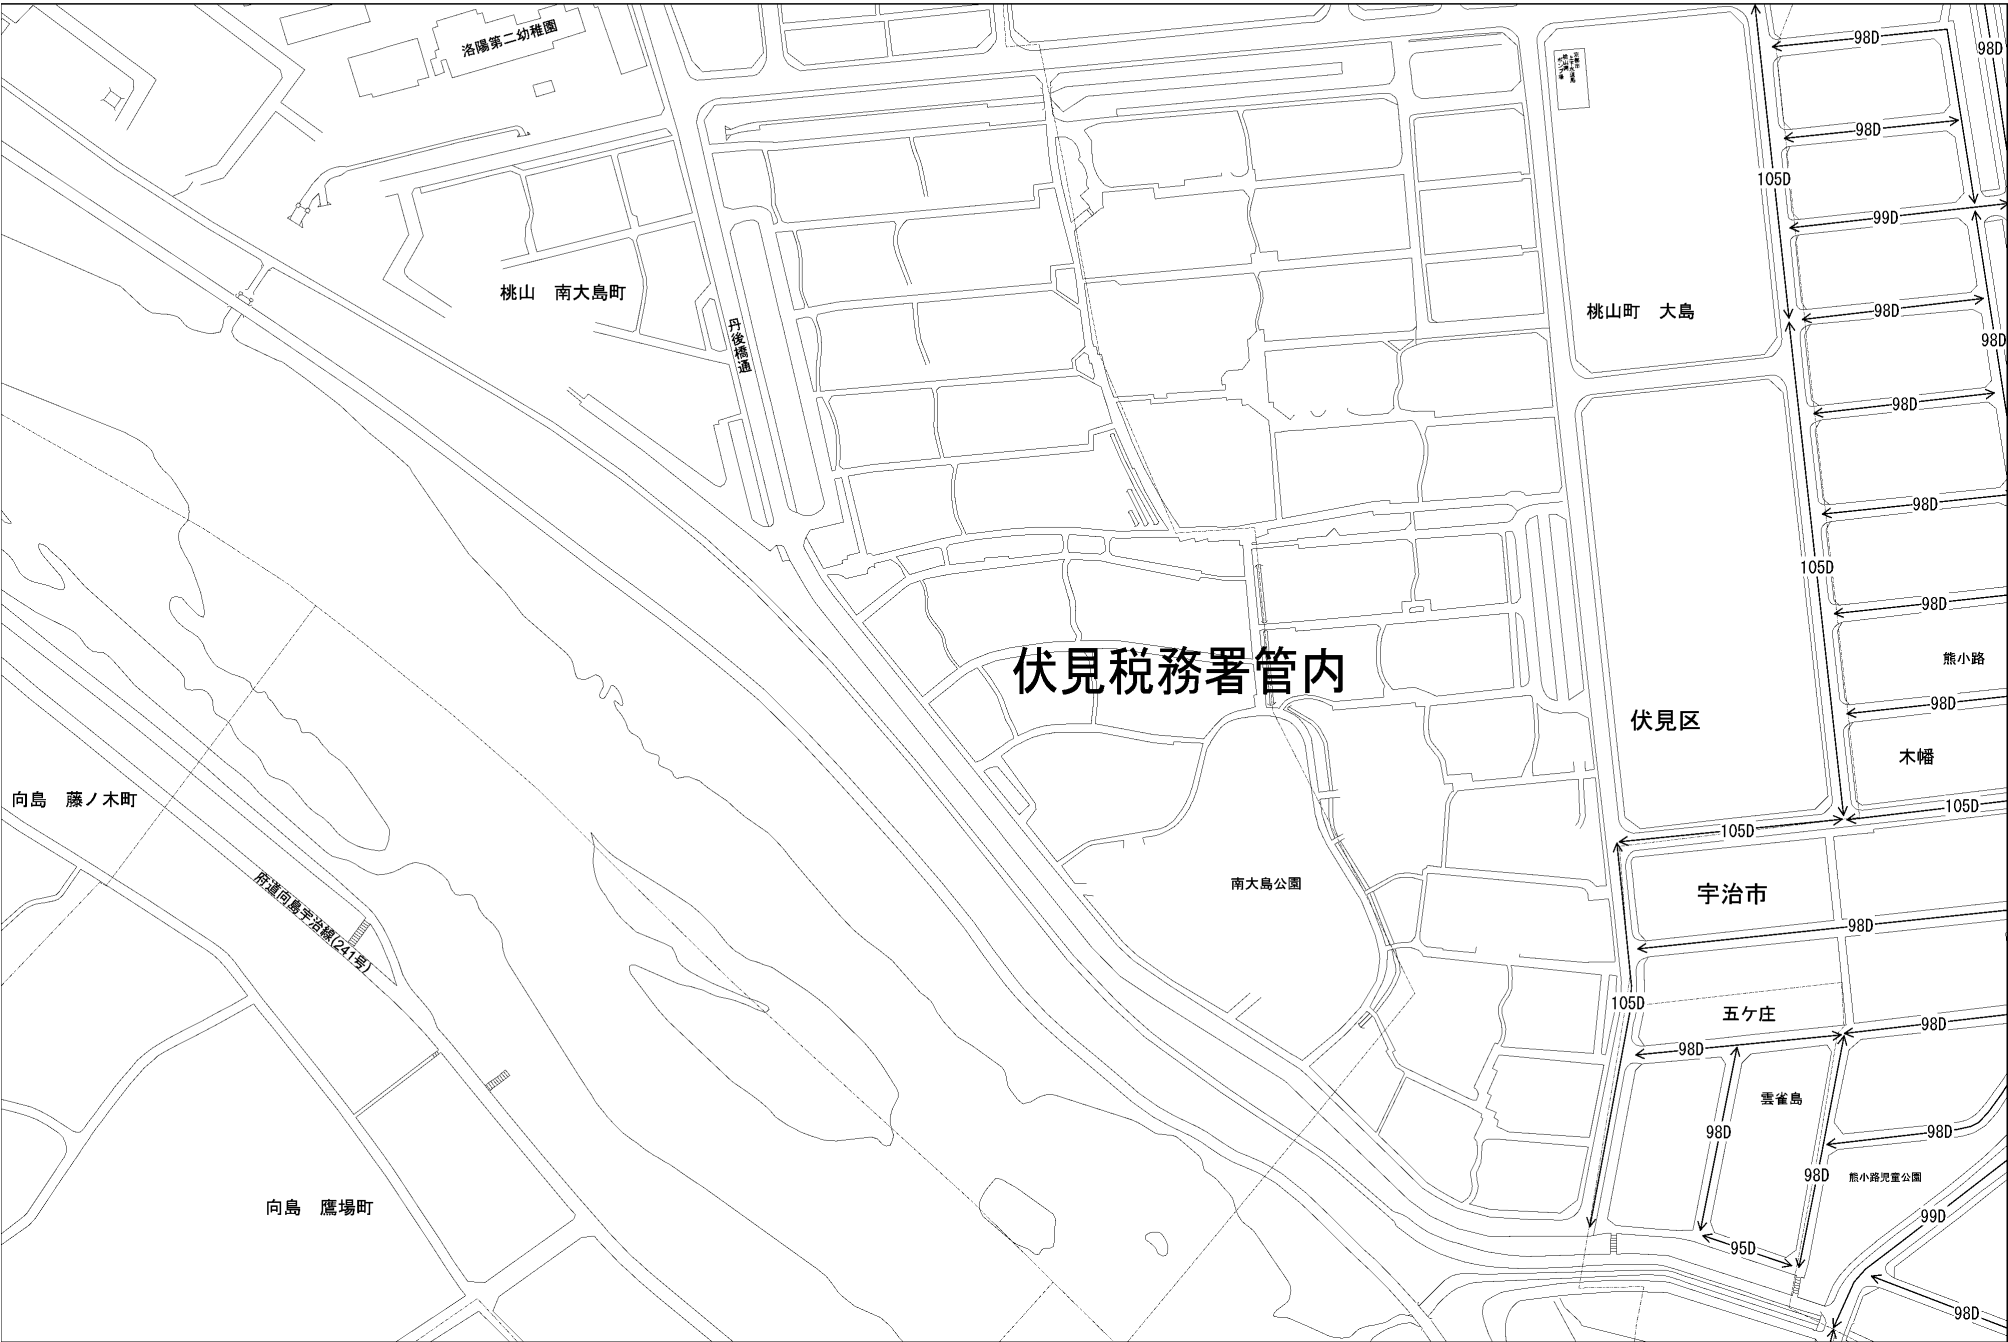 洛陽第二幼稚園
98D
98D
98D
105D
99D
桃山　南大島町
丹後橋通
桃山町　大島
98D
98D
98D
98D
105D
98D
伏見税務署管内
熊小路
98D
伏見区
木幡
向島　藤ノ木町
105D
105D
府道向島宇治線(241号)
南大島公園
宇治市
98D
105D
五ケ庄
98D
98D
雲雀島
98D
98D
98D
熊小路児童公園
向島　鷹場町
99D
95D
98D